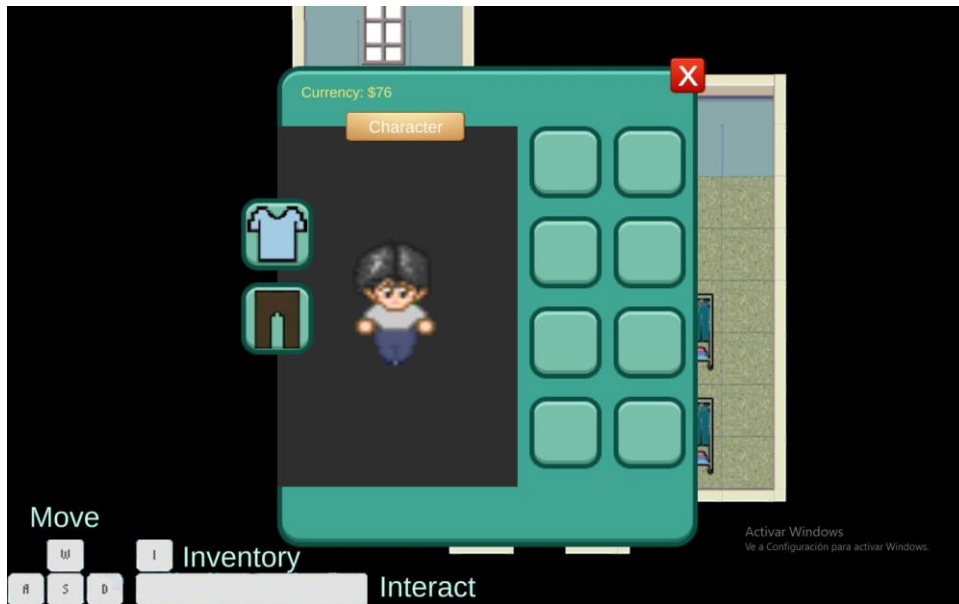 Currency: $76
X
Character
Move
W
I
Inventory
A S D
Interact
Activar Windows
Ve a Configuración para activar Windows.